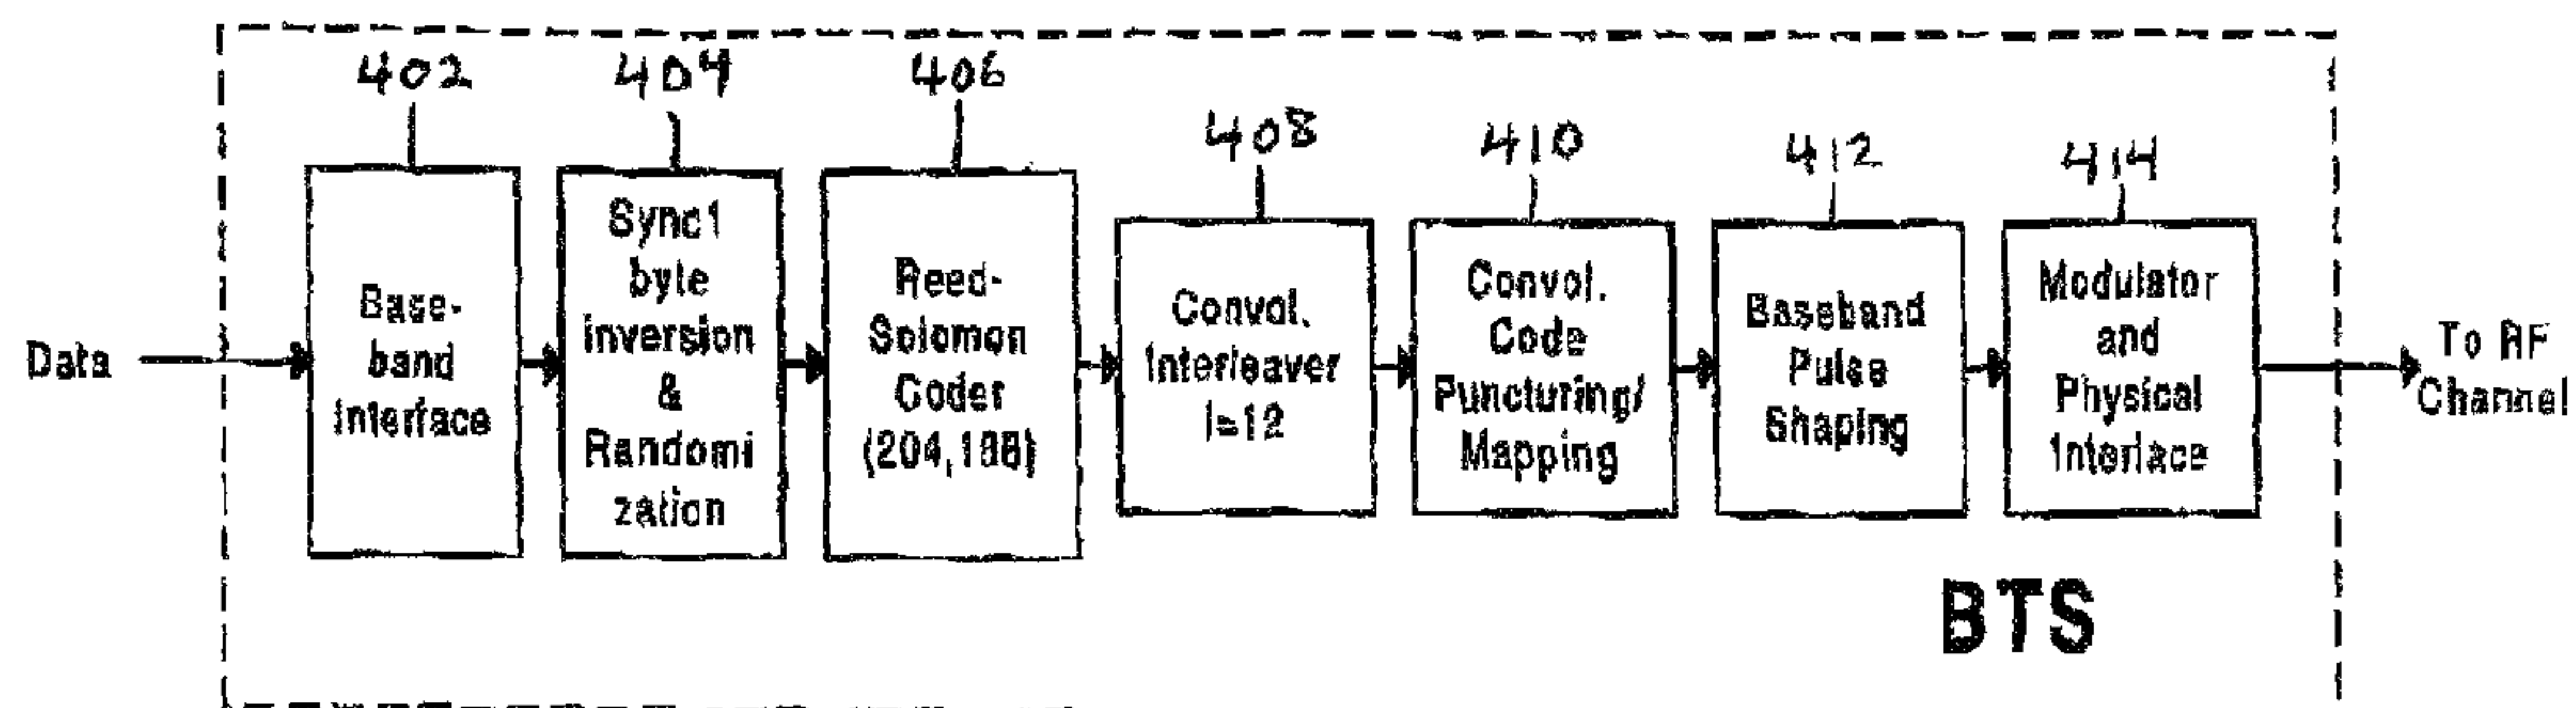 402
404
406
408
410
412
414
Data
Base-
band
Interface
Sync1
byte
inversion
&
Randomi
zation
Reed-
Solomon
Coder
(204,188)
Convol.
Interleaver
I=12
Convol.
Code
Puncturing/
Mapping
Baseband
Pulse
Shaping
Modulator
and
Physical
Interface
To RF
Channel
BTS